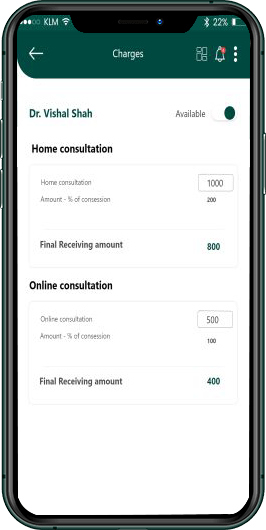 KLM 22%
Charges
Dr. Vishal Shah Available
Home consultation
Home consultation 1000
Amount - % of consession 200
Final Receiving amount 800
Online consultation
Online consultation 500
Amount - % of consession 100
Final Receiving amount 400